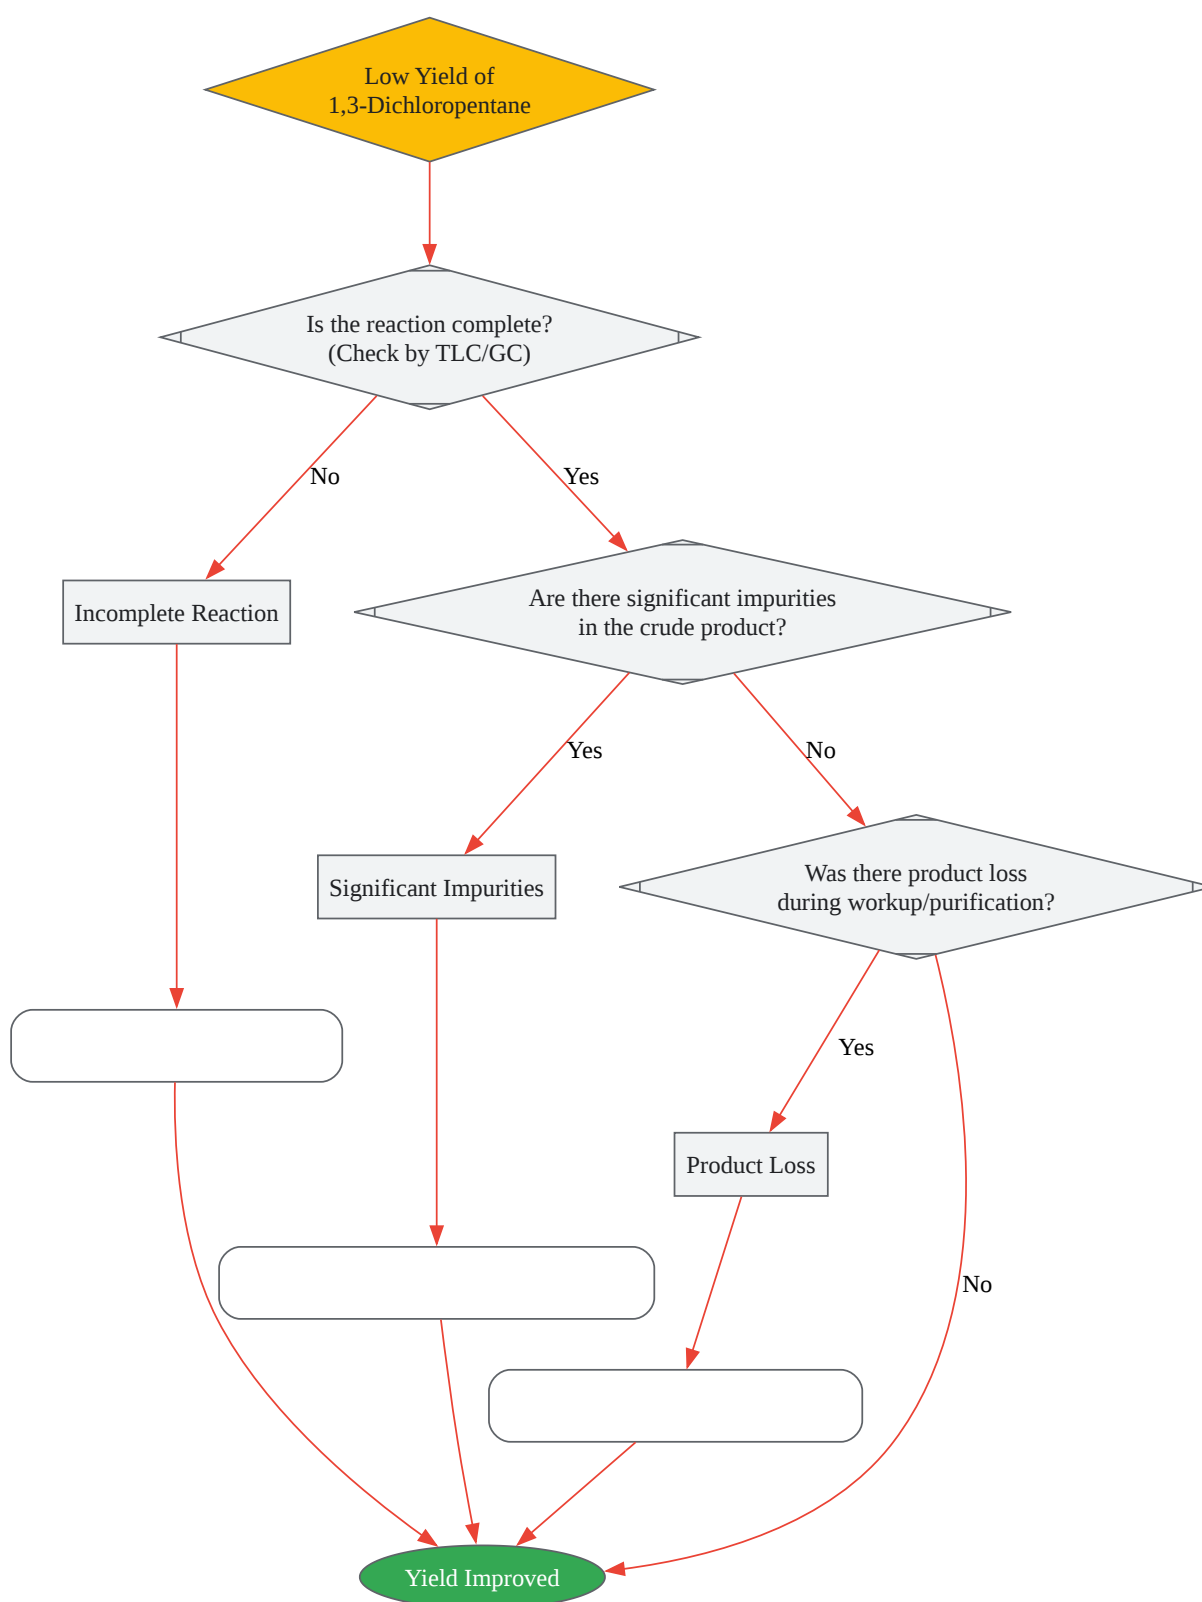 Low Yield of
1,3-Dichloropentane
Is the reaction complete?
(Check by TLC/GC)
No
Yes
Incomplete Reaction
Are there significant impurities
in the crude product?
Yes
No
Significant Impurities
Was there product loss
during workup/purification?
Yes
Product Loss
No
Yield Improved